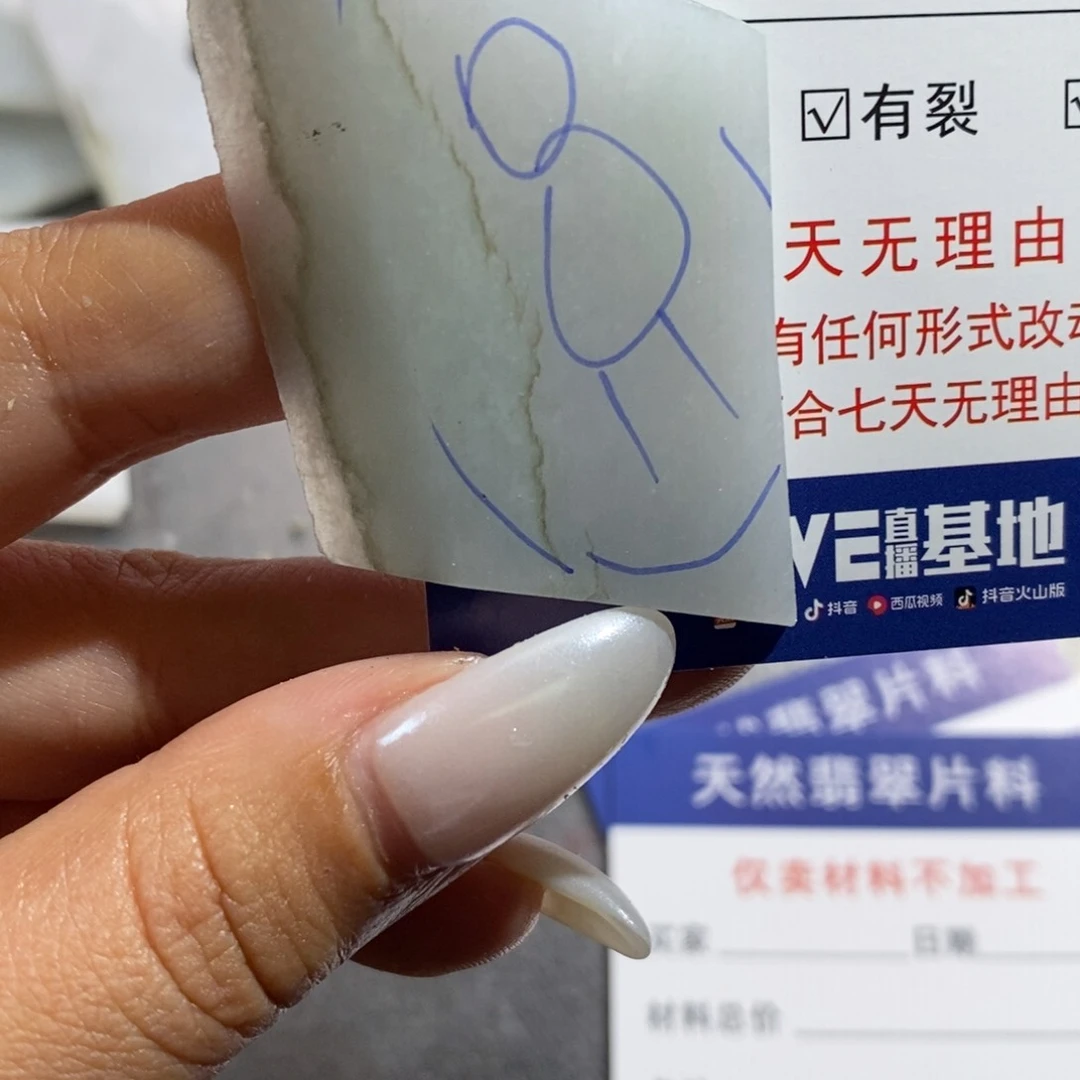 ☑有裂
天无理由
有任何形式改动
合七天无理由
VE直播基地
抖音 西瓜视频 抖音火山版
翡翠片料
天然翡翠片料
仅卖材料不加工
买家 日期
材料总价